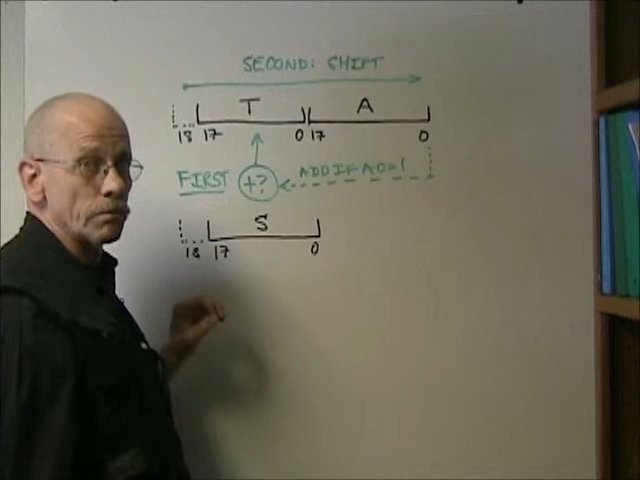 SECOND: SHIFT
T A
18 17 0 17 0
FIRST +? ADD IF A0=1
S
18 17 0